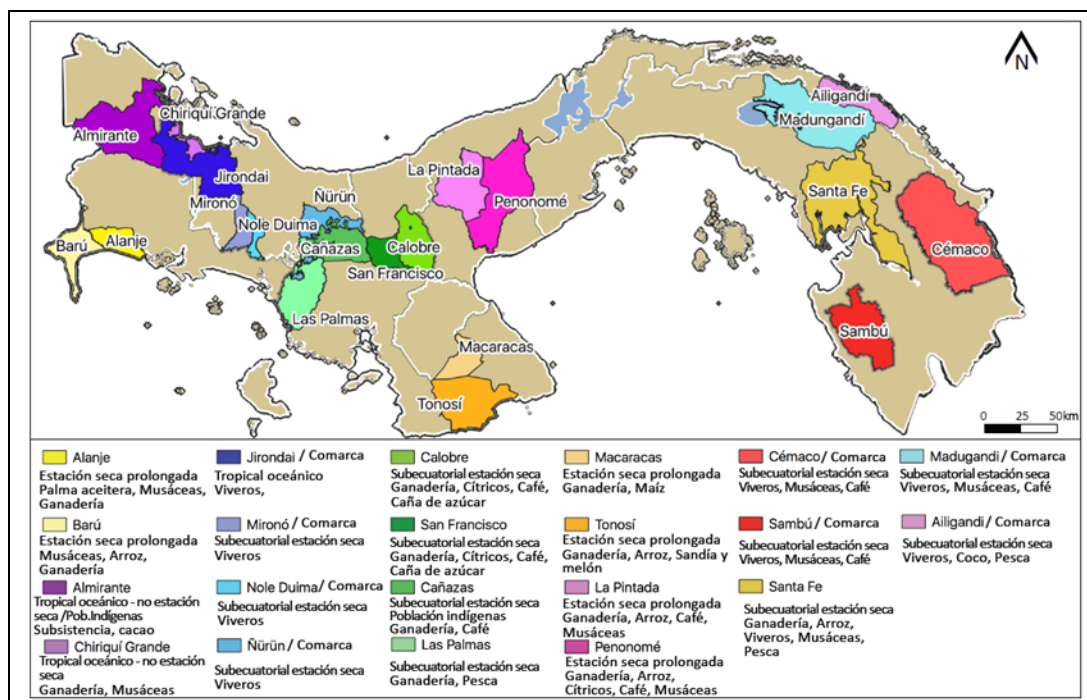 N
Chiriquí Grande
Almirante
Jirondai
Mironó
Nole Duima
Ñürün
Barú
Alanje
Cañazas
San Francisco
Calobre
Las Palmas
La Pintada
Penonomé
Macaracas
Tonosí
Ailigandí
Madungandí
Santa Fe
Cémaco
Sambú
0 25 50km
Alanje
Estación seca prolongada
Palma aceitera, Musáceas,
Ganadería
Barú
Estación seca prolongada
Musáceas, Arroz,
Ganadería
Almirante
Tropical oceánico - no estación
seca /Pob.Indígenas
Subsistencia, cacao
Chiriquí Grande
Tropical oceánico - no estación
seca
Ganadería, Musáceas
Jirondai / Comarca
Tropical oceánico
Viveros,
Mironó / Comarca
Subecuatorial estación seca
Viveros
Nole Duima / Comarca
Subecuatorial estación seca
Viveros
Ñürün / Comarca
Subecuatorial estación seca
Viveros
Calobre
Subecuatorial estación seca
Ganadería, Cítricos, Café,
Caña de azúcar
San Francisco
Subecuatorial estación seca
Ganadería, Cítricos, Café,
Caña de azúcar
Cañazas
Subecuatorial estación seca
Población indígenas
Ganadería, Café
Las Palmas
Subecuatorial estación seca
Ganadería, Pesca
Macaracas
Estación seca prolongada
Ganadería, Maíz
Tonosí
Estación seca prolongada
Ganadería, Arroz, Sandía y
melón
La Pintada
Estación seca prolongada
Ganadería, Arroz, Café,
Musáceas
Penonomé
Estación seca prolongada
Ganadería, Arroz,
Cítricos, Café, Musáceas
Cémaco / Comarca
Subecuatorial estación seca
Viveros, Musáceas, Café
Sambú / Comarca
Subecuatorial estación seca
Viveros, Musáceas, Café
Santa Fe
Subecuatorial estación seca
Ganadería, Arroz,
Viveros, Musáceas,
Pesca
Madugandi / Comarca
Subecuatorial estación seca
Viveros, Musáceas, Café
Ailigandi / Comarca
Subecuatorial estación seca
Viveros, Coco, Pesca